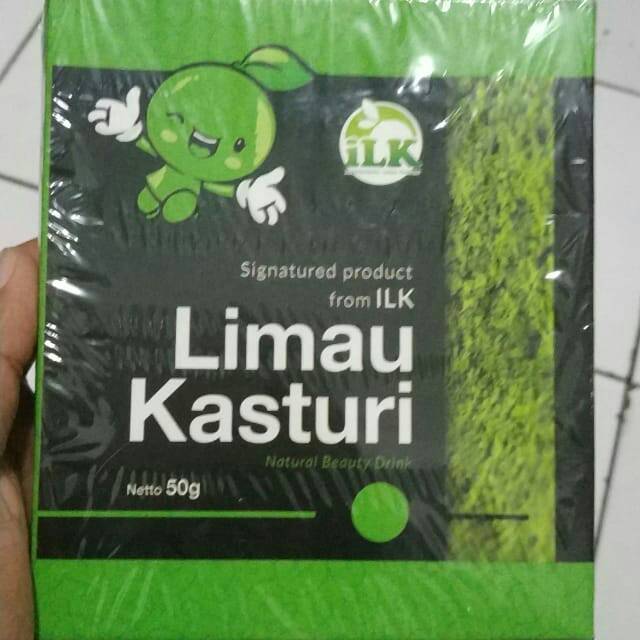 iLK
Signatured product
from ILK
Limau
Kasturi
Natural Beauty Drink
Netto 50g